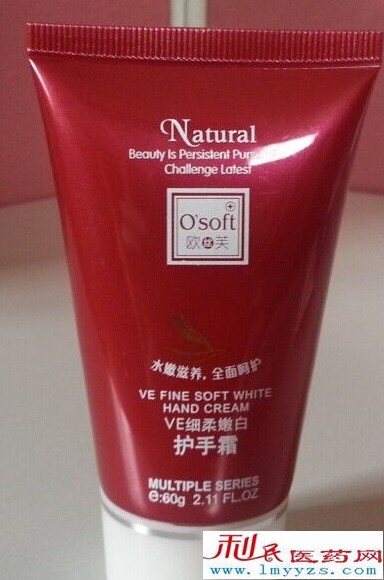 Natural
Beauty Is Persistent
Challenge Latest
O'soft
欧丝芙
水嫩滋养，全面呵护
VE FINE SOFT WHITE
HAND CREAM
VE细柔嫩白
护手霜
MULTIPLE SERIES
e:60g 2.11 FL.OZ
利民医药网
www.lmyyzs.com